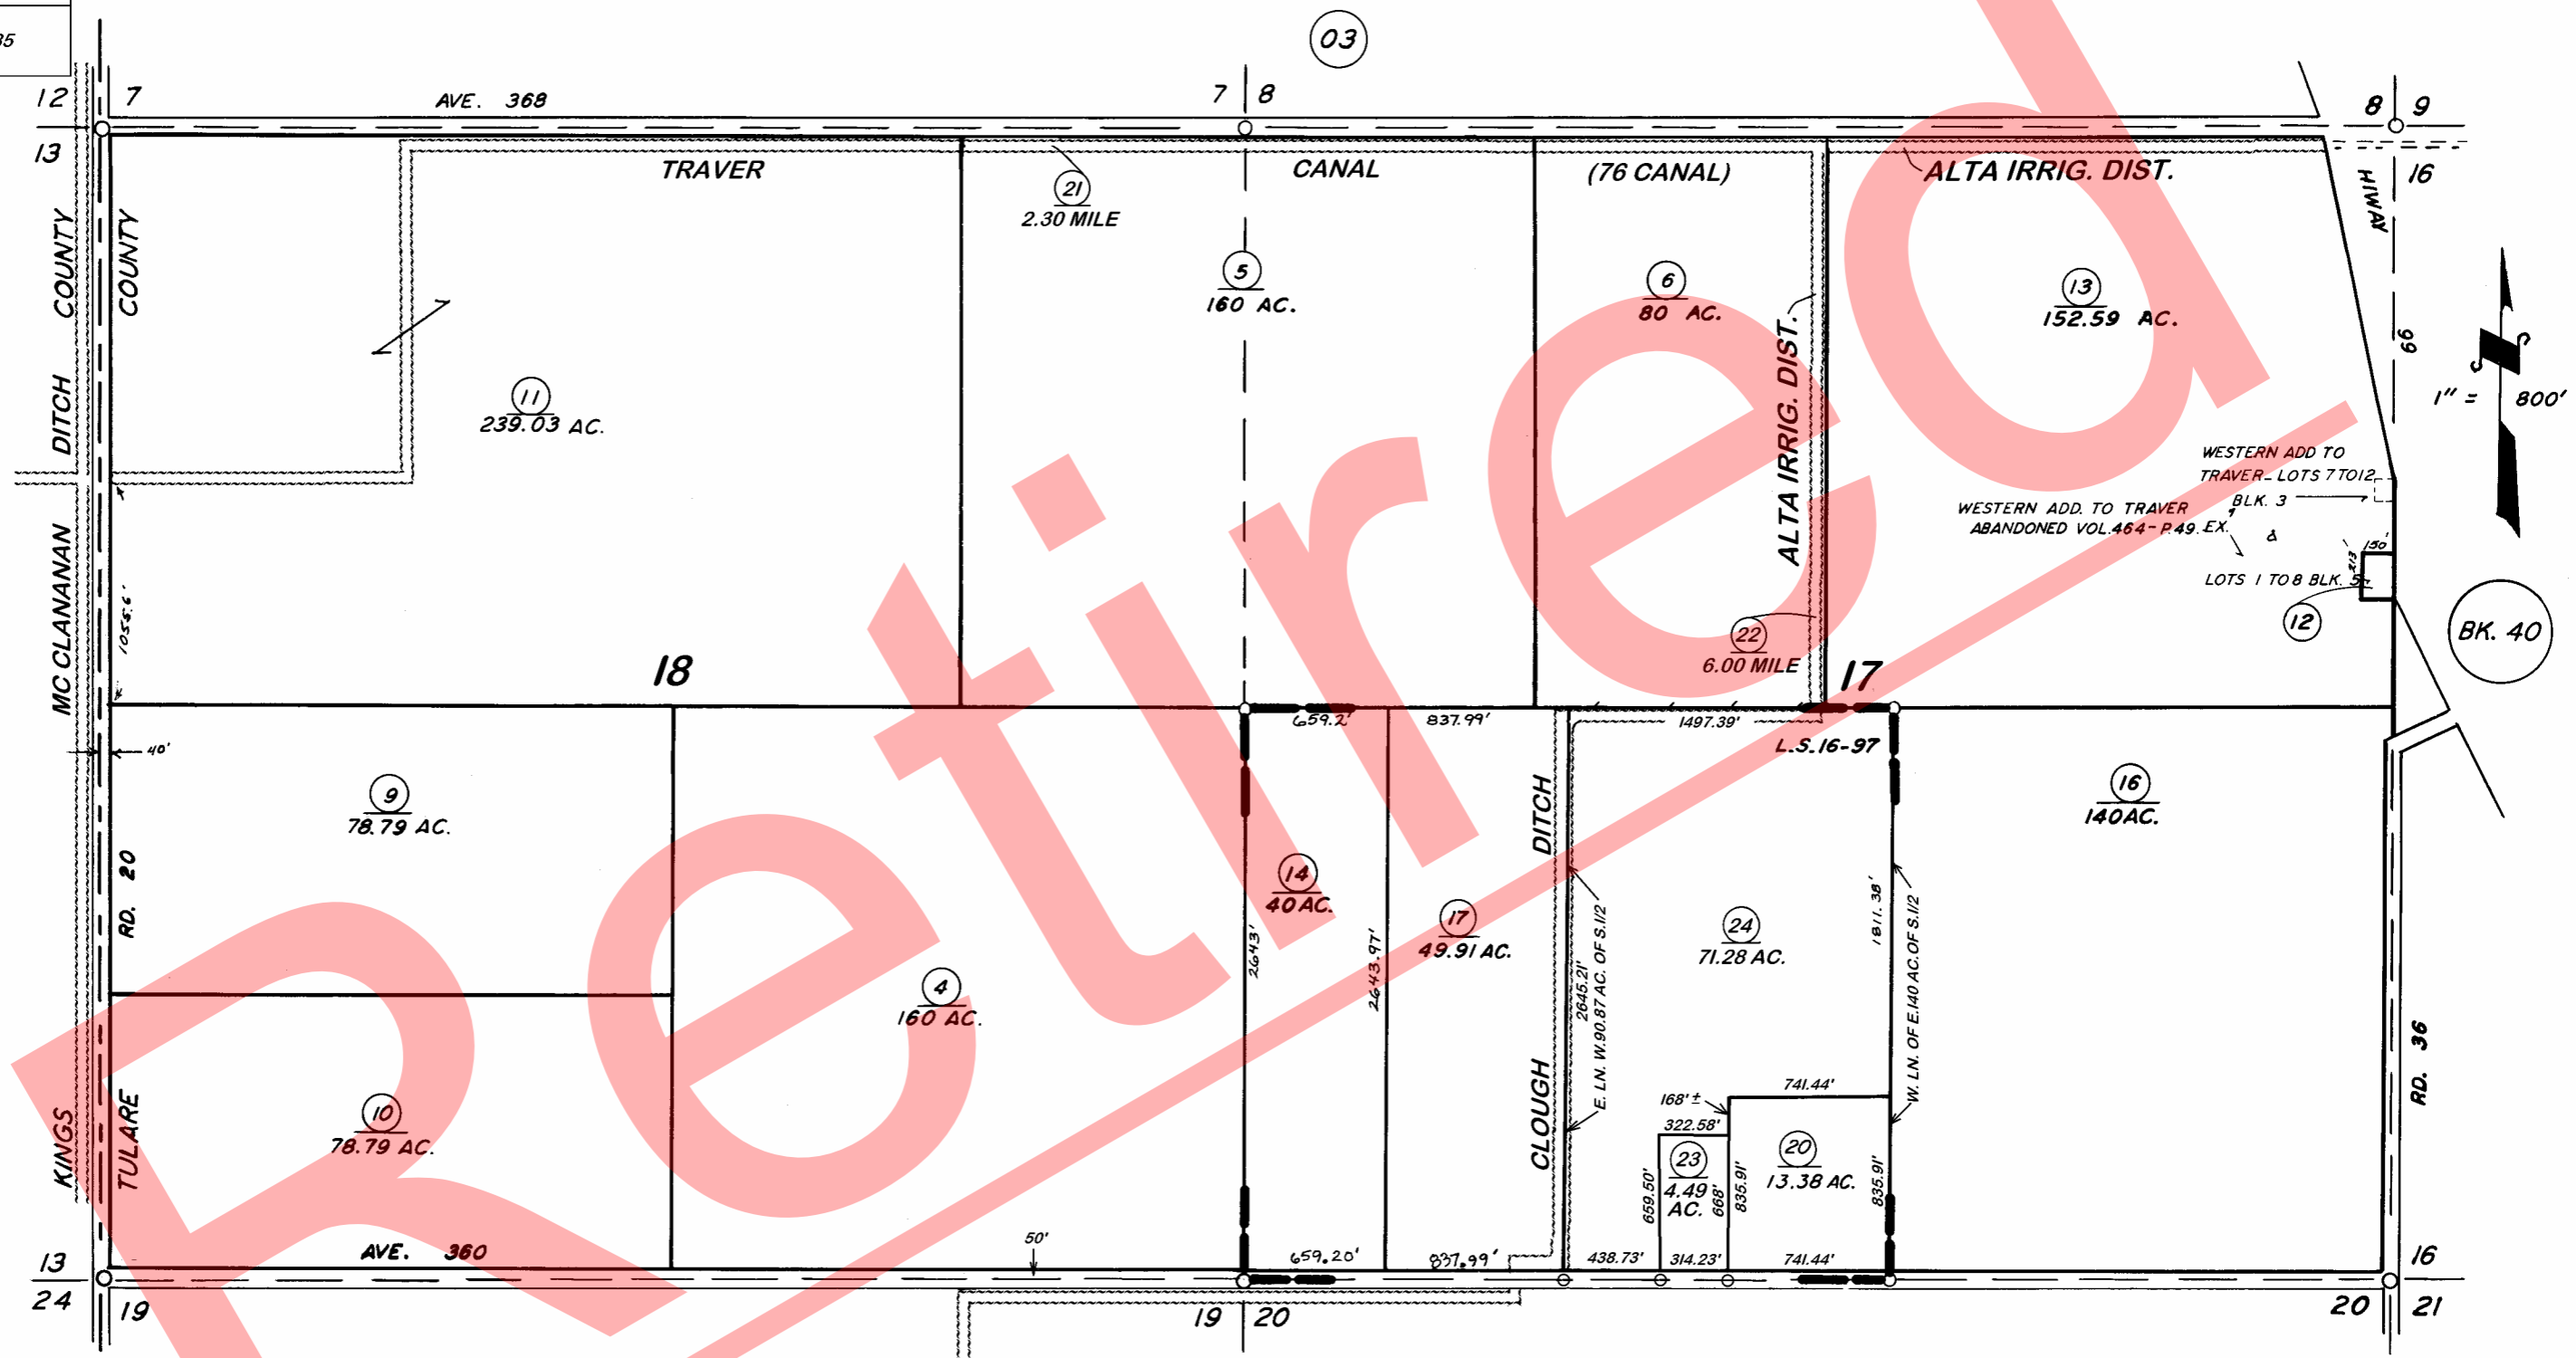 35
03
12
7
AVE. 368
7
8
8
9
13
TRAVER
CANAL
(76 CANAL)
ALTA IRRIG. DIST.
16
HIWAY
99
21
2.30 MILE
COUNTY
COUNTY
5
160 AC.
6
80 AC.
13
152.59 AC.
1" = 800'
DITCH
11
239.03 AC.
ALTA IRRIG. DIST.
WESTERN ADD TO
TRAVER_ LOTS 7 TO 12
BLK. 3
WESTERN ADD. TO TRAVER
ABANDONED VOL. 464 - P. 49. EX.
&
150'
213'
LOTS 1 TO 8 BLK. 5
12
BK. 40
MC CLANANAN
1055.6'
18
22
6.00 MILE
17
659.2'
837.99'
1497.39'
L.S. 16-97
40'
9
78.79 AC.
16
140 AC.
DITCH
RD. 20
14
40 AC.
17
49.91 AC.
24
71.28 AC.
1811.38'
2643'
2643.97'
2645.21'
E. LN. W. 90.87 AC. OF S.1/2
W. LN. OF E.140 AC. OF S.1/2
4
160 AC.
RD. 36
KINGS
TULARE
10
78.79 AC.
CLOUGH
741.44'
168' ±
322.58'
23
4.49
AC.
20
13.38 AC.
659.50'
668'
835.91'
835.91'
AVE. 360
50'
659.20'
837.99'
438.73'
314.23'
741.44'
13
16
24
19
19
20
20
21
Retired